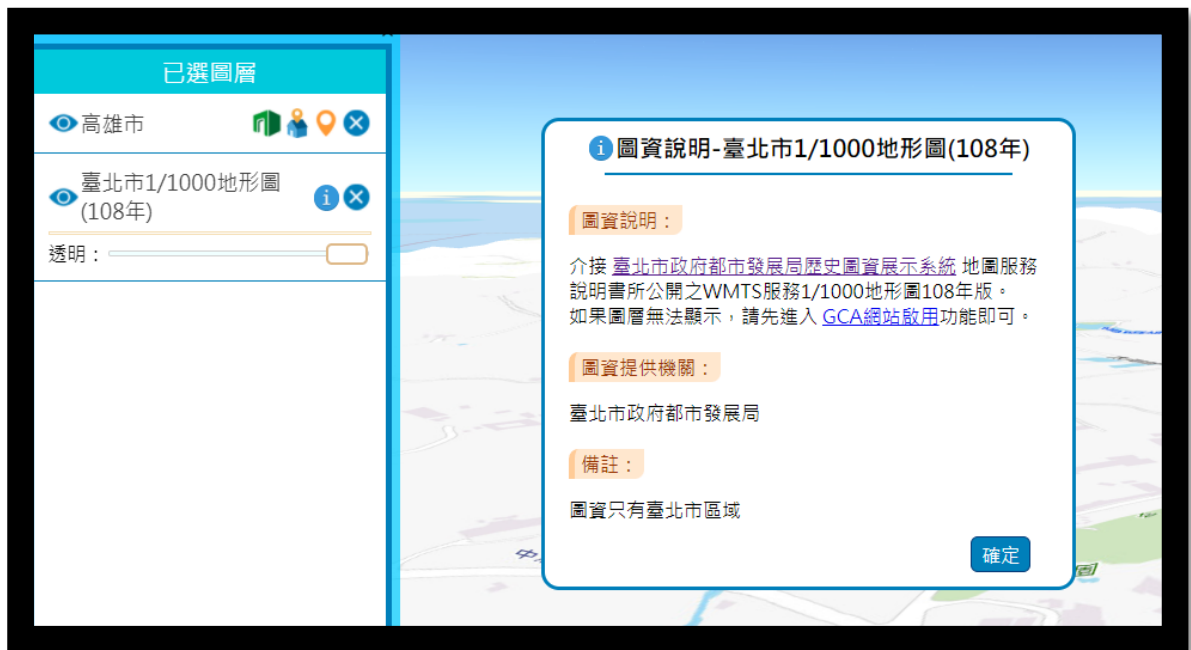 已選圖層
高雄市
臺北市1/1000地形圖
(108年)
透明：
圖資說明-臺北市1/1000地形圖(108年)
圖資說明：
介接 臺北市政府都市發展局歷史圖資展示系統 地圖服務
說明書所公開之WMTS服務1/1000地形圖108年版。
如果圖層無法顯示，請先進入 GCA網站啟用功能即可。
圖資提供機關：
臺北市政府都市發展局
備註：
圖資只有臺北市區域
確定
中
園